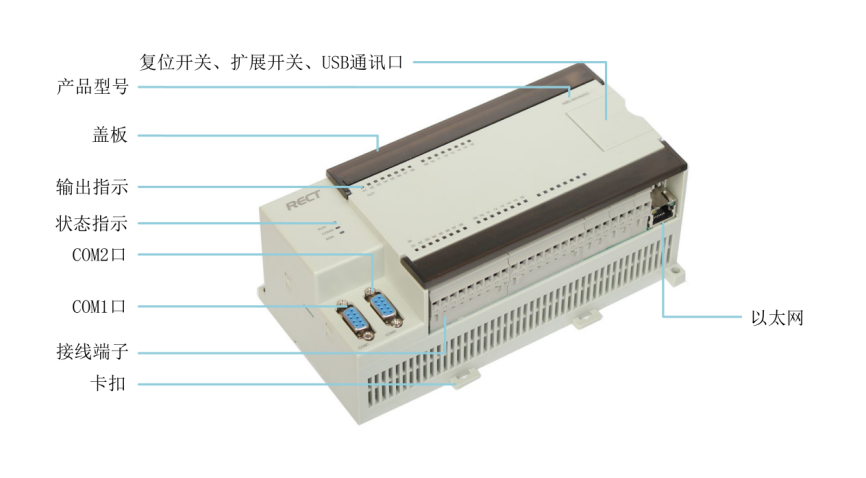 复位开关、扩展开关、USB通讯口
产品型号
盖板
输出指示
RECT
状态指示
COM2口
COM1口
以太网
接线端子
卡扣